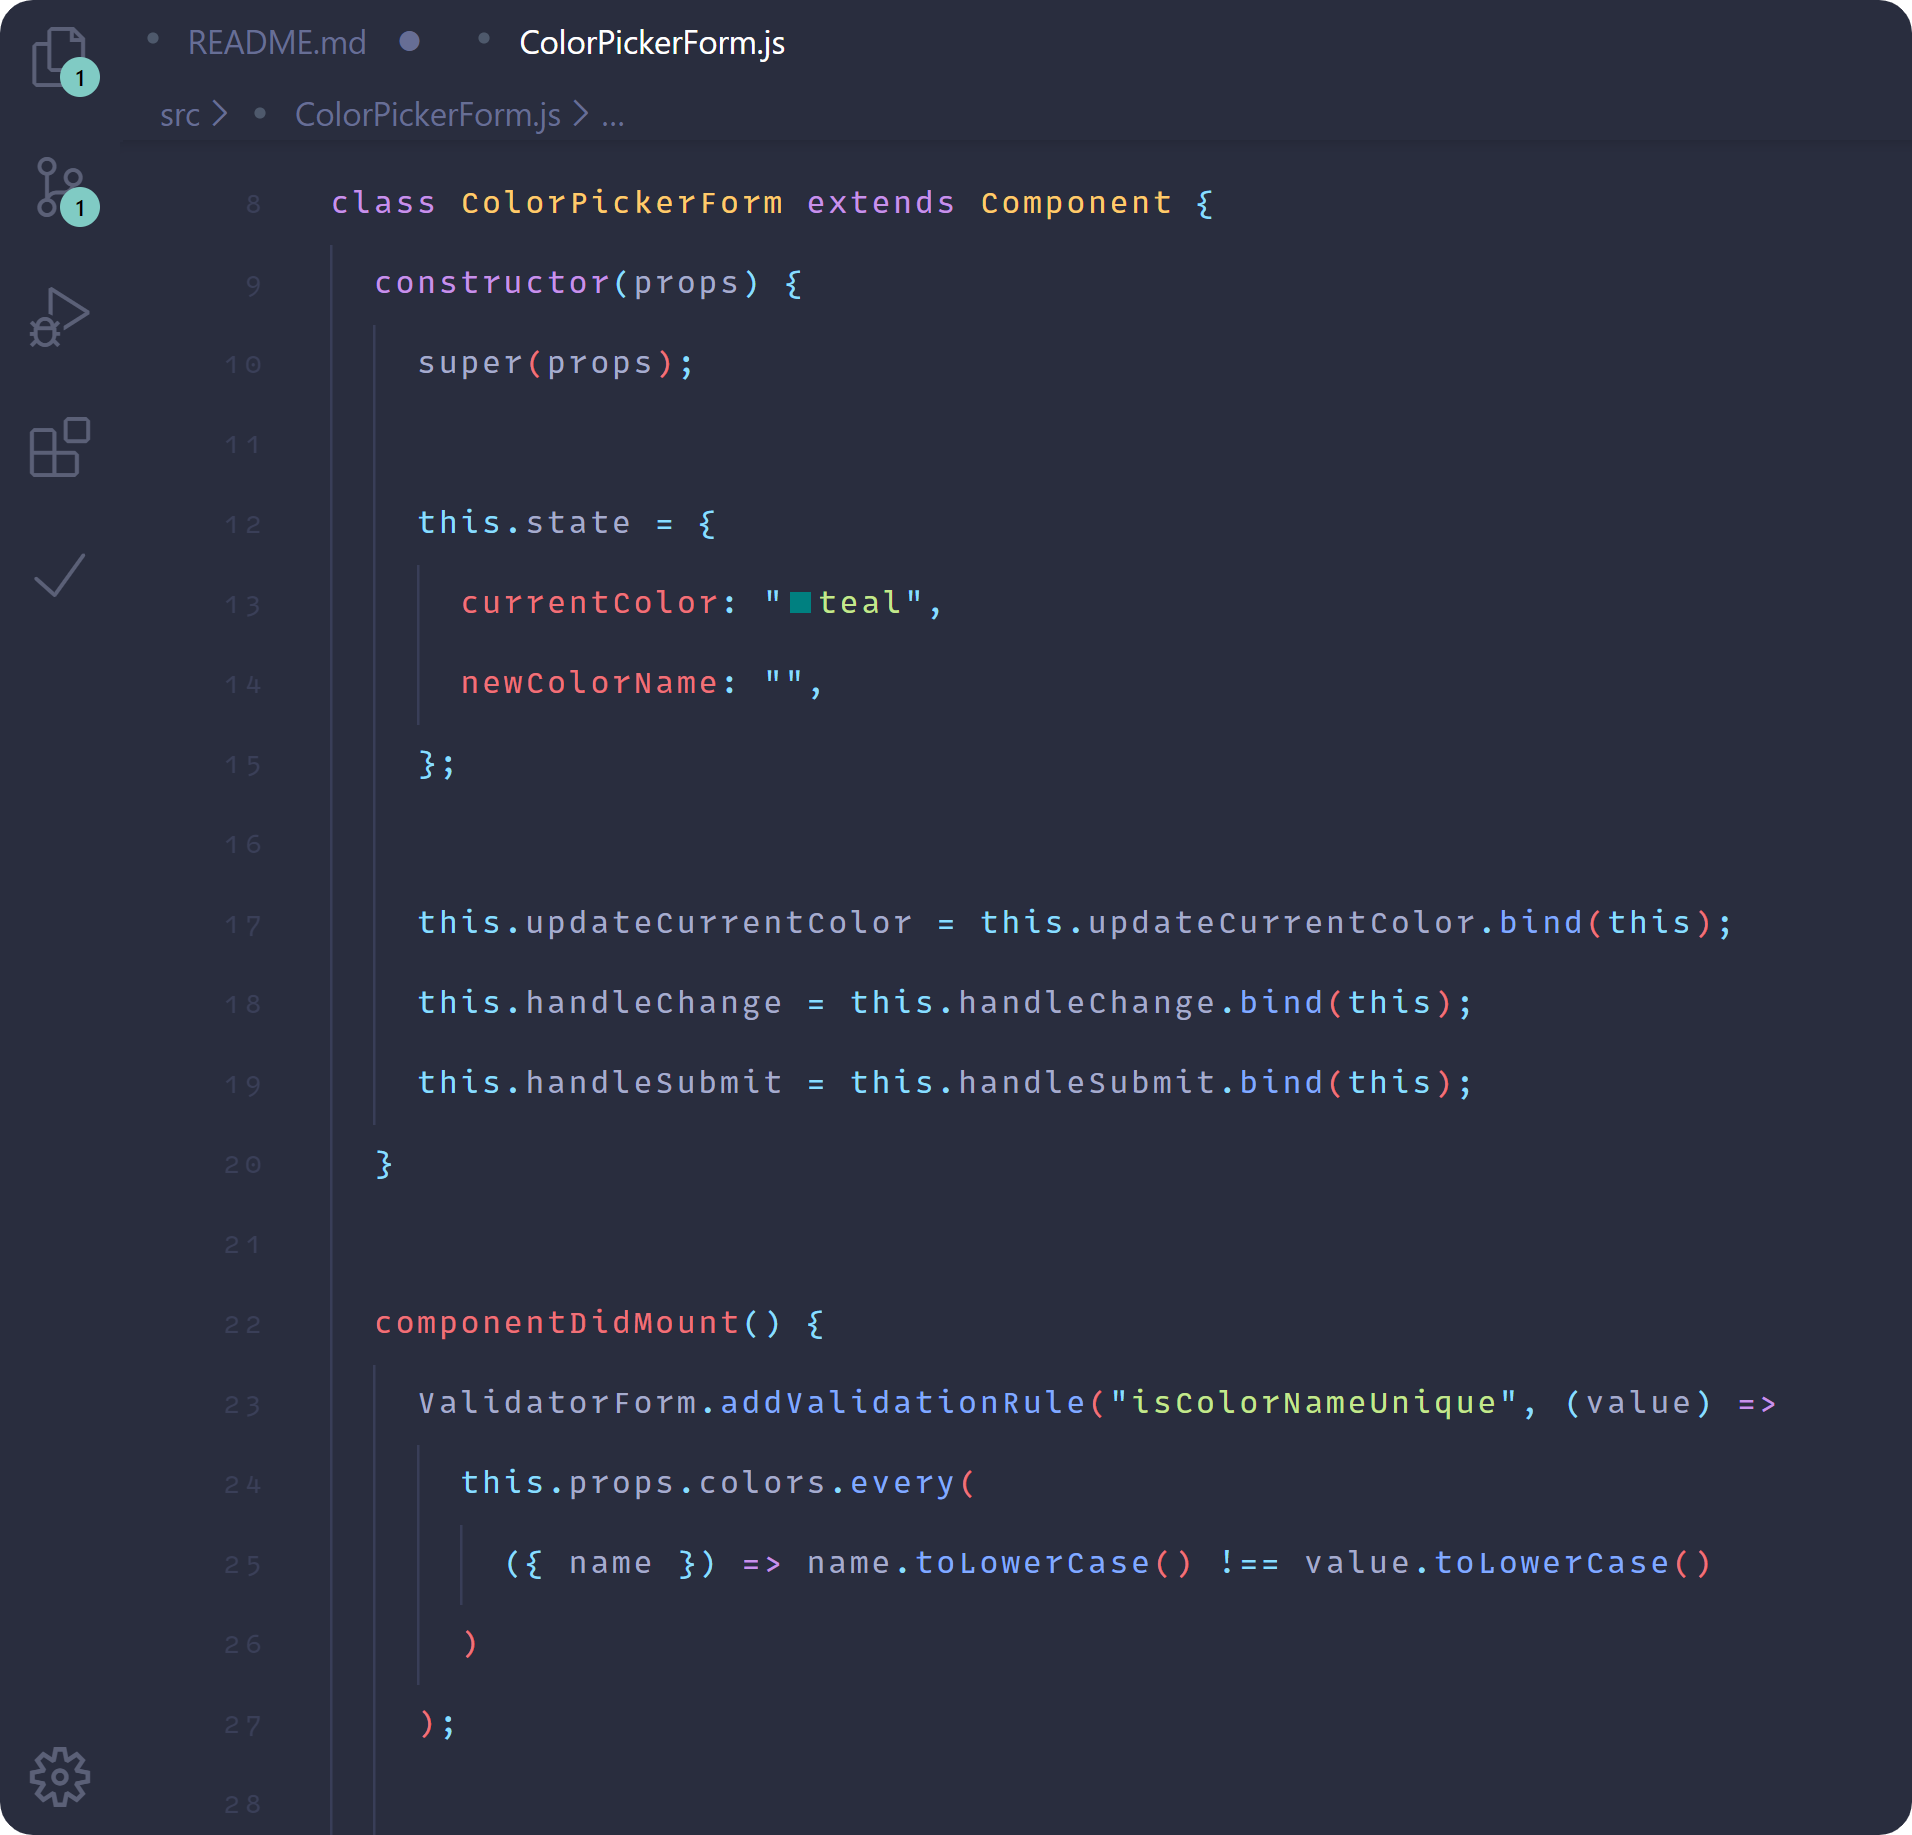 README.md ColorPickerForm.js
1
src > ColorPickerForm.js > ...
1
8 class ColorPickerForm extends Component {
9 constructor(props) {
10 super(props);
11
12 this.state = {
13 currentColor: "teal",
14 newColorName: "",
15 };
16
17 this.updateCurrentColor = this.updateCurrentColor.bind(this);
18 this.handleChange = this.handleChange.bind(this);
19 this.handleSubmit = this.handleSubmit.bind(this);
20 }
21
22 componentDidMount() {
23 ValidatorForm.addValidationRule("isColorNameUnique", (value) =>
24 this.props.colors.every(
25 ({ name }) => name.toLowerCase() !== value.toLowerCase()
26 )
27 );
28